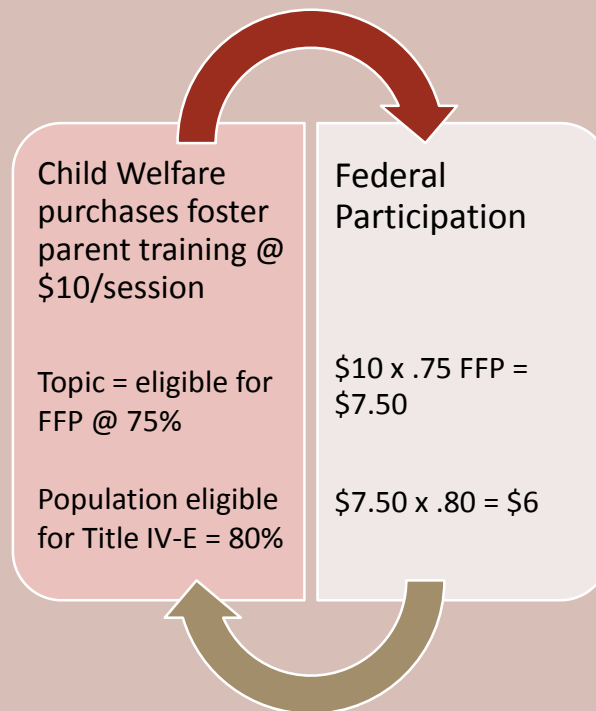 Child Welfare
purchases foster
parent training @
$10/session
Topic = eligible for
FFP @ 75%
Population eligible
for Title IV-E = 80%
Federal
Participation
$10 x .75 FFP =
$7.50
$7.50 x .80 = $6